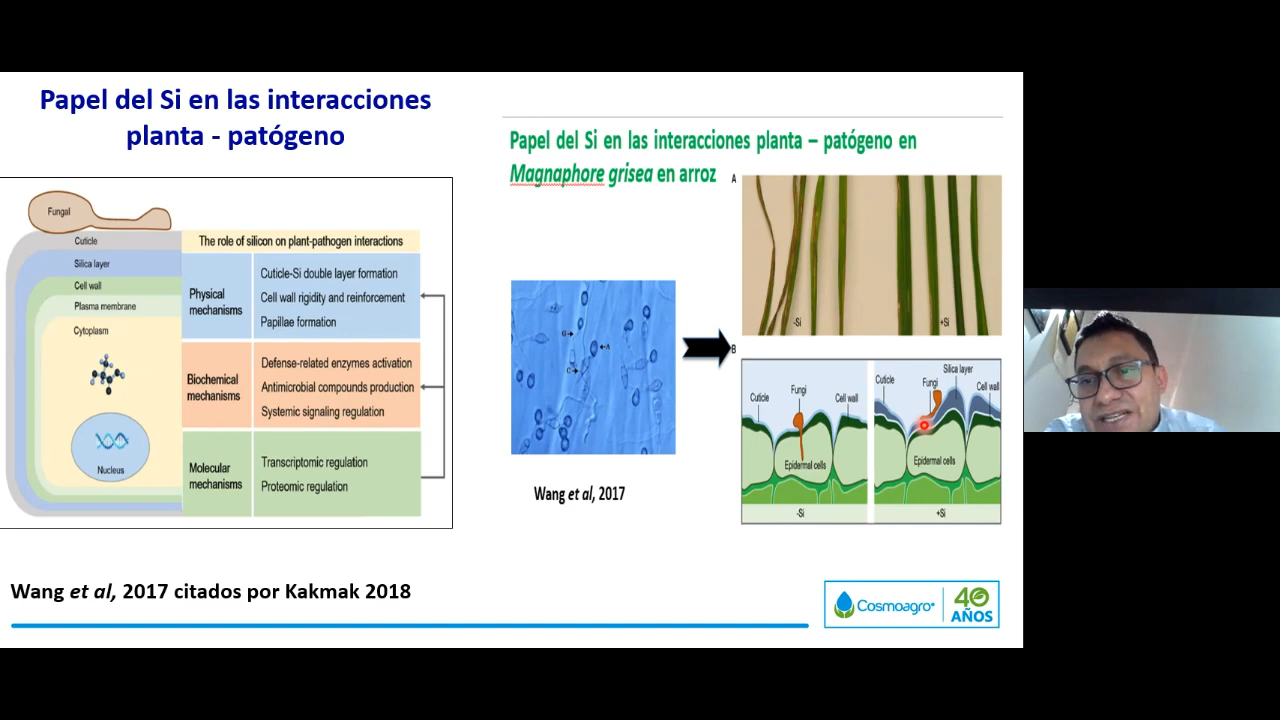 Papel del Si en las interacciones
planta - patógeno
Fungal
Cuticle
Silica layer
Cell wall
Plasma membrane
Cytoplasm
Nucleus
The role of silicon on plant-pathogen interactions
Physical
mechanisms
Cuticle-Si double layer formation
Cell wall rigidity and reinforcement
Papillae formation
Biochemical
mechanisms
Defense-related enzymes activation
Antimicrobial compounds production
Systemic signaling regulation
Molecular
mechanisms
Transcriptomic regulation
Proteomic regulation
Papel del Si en las interacciones planta – patógeno en
Magnaphore grisea en arroz
A
-Si
+Si
A
C
Wang et al, 2017
B
Cuticle
Fungi
Cell wall
Epidermal cells
-Si
Cuticle
Fungi
Silica layer
Cell wall
Epidermal cells
+Si
Wang et al, 2017 citados por Kakmak 2018
Cosmoagro
40
AÑOS